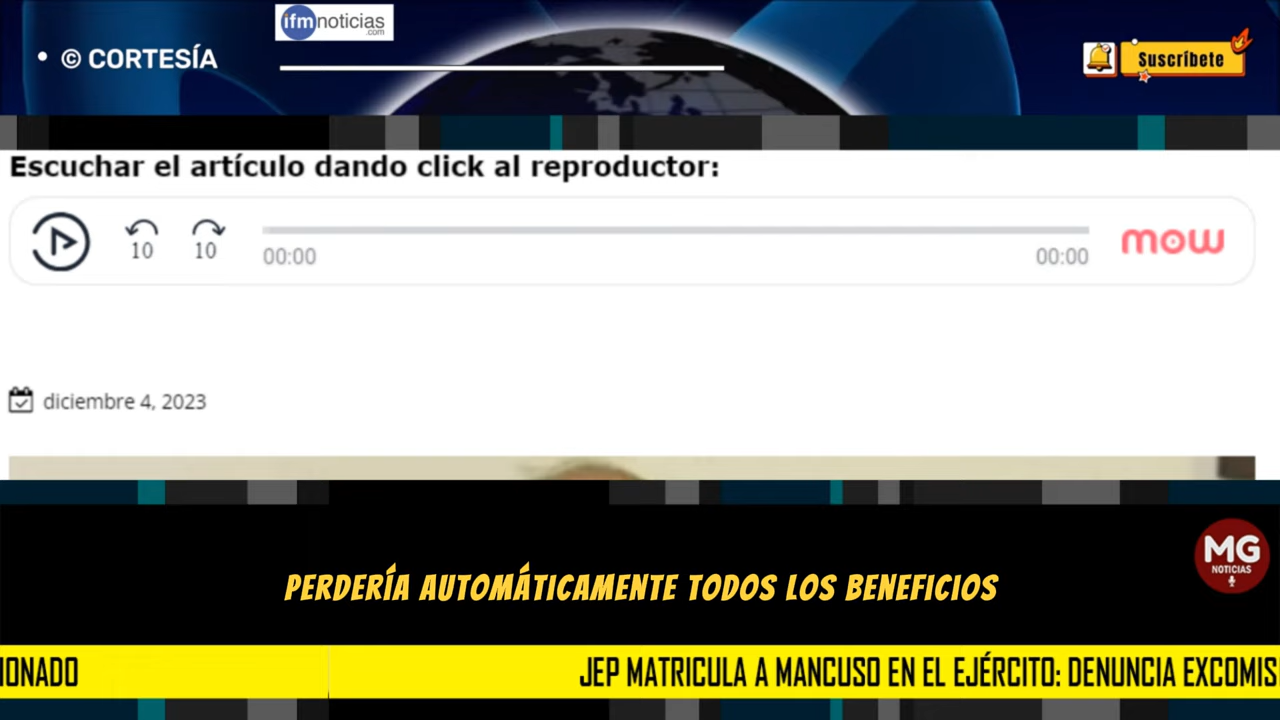 ifmnoticias
.com
• © CORTESÍA
Suscríbete
Escuchar el artículo dando click al reproductor:
10
10
00:00
00:00
mow
diciembre 4, 2023
MG
NOTICIAS
PERDERÍA AUTOMÁTICAMENTE TODOS LOS BENEFICIOS
IONADO
JEP MATRICULA A MANCUSO EN EL EJÉRCITO: DENUNCIA EXCOMIS